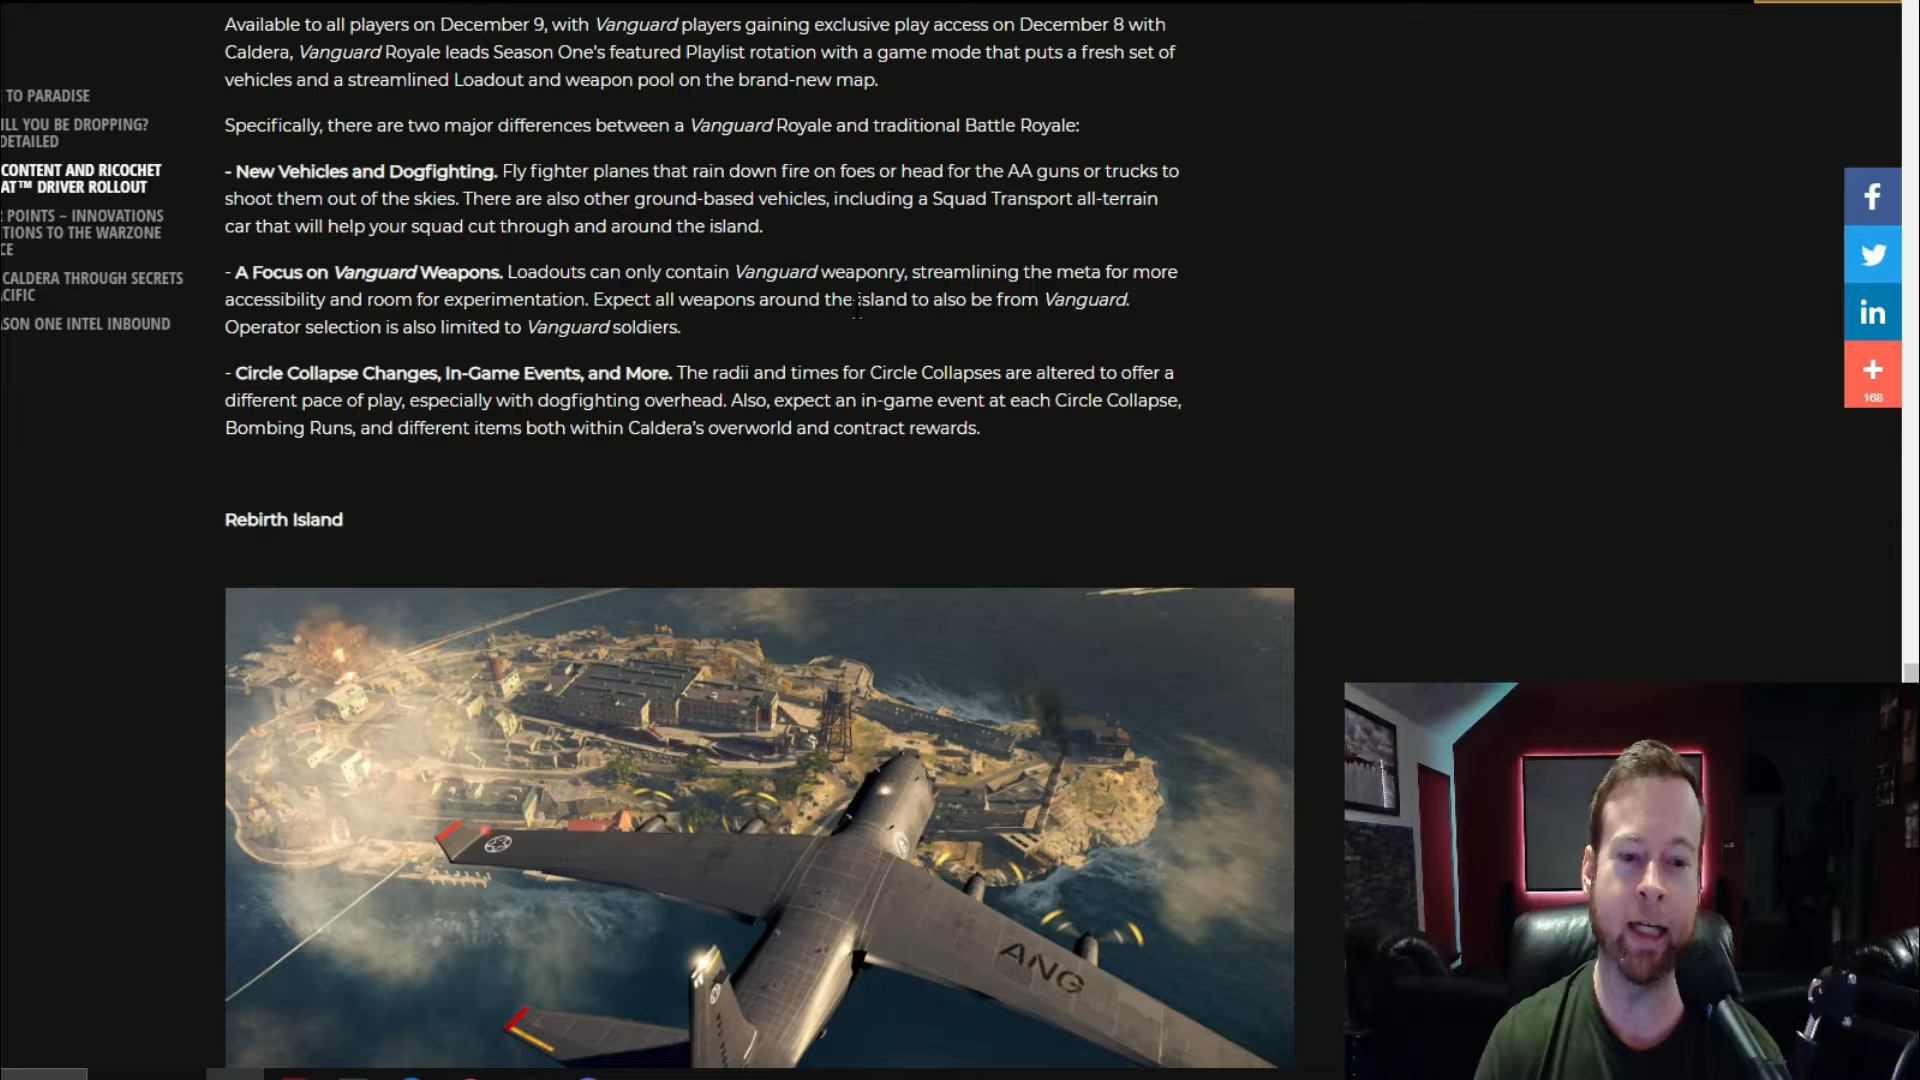 Available to all players on December 9, with Vanguard players gaining exclusive play access on December 8 with
Caldera, Vanguard Royale leads Season One's featured Playlist rotation with a game mode that puts a fresh set of
vehicles and a streamlined Loadout and weapon pool on the brand-new map.
TO PARADISE
ILL YOU BE DROPPING?
DETAILED
CONTENT AND RICOCHET
AT™ DRIVER ROLLOUT
POINTS – INNOVATIONS
TIONS TO THE WARZONE
CE
CALDERA THROUGH SECRETS
CIFIC
SON ONE INTEL INBOUND
Specifically, there are two major differences between a Vanguard Royale and traditional Battle Royale:
- New Vehicles and Dogfighting. Fly fighter planes that rain down fire on foes or head for the AA guns or trucks to
shoot them out of the skies. There are also other ground-based vehicles, including a Squad Transport all-terrain
car that will help your squad cut through and around the island.
- A Focus on Vanguard Weapons. Loadouts can only contain Vanguard weaponry, streamlining the meta for more
accessibility and room for experimentation. Expect all weapons around the island to also be from Vanguard.
Operator selection is also limited to Vanguard soldiers.
- Circle Collapse Changes, In-Game Events, and More. The radii and times for Circle Collapses are altered to offer a
different pace of play, especially with dogfighting overhead. Also, expect an in-game event at each Circle Collapse,
Bombing Runs, and different items both within Caldera's overworld and contract rewards.
Rebirth Island
f
in
+
168
ANG